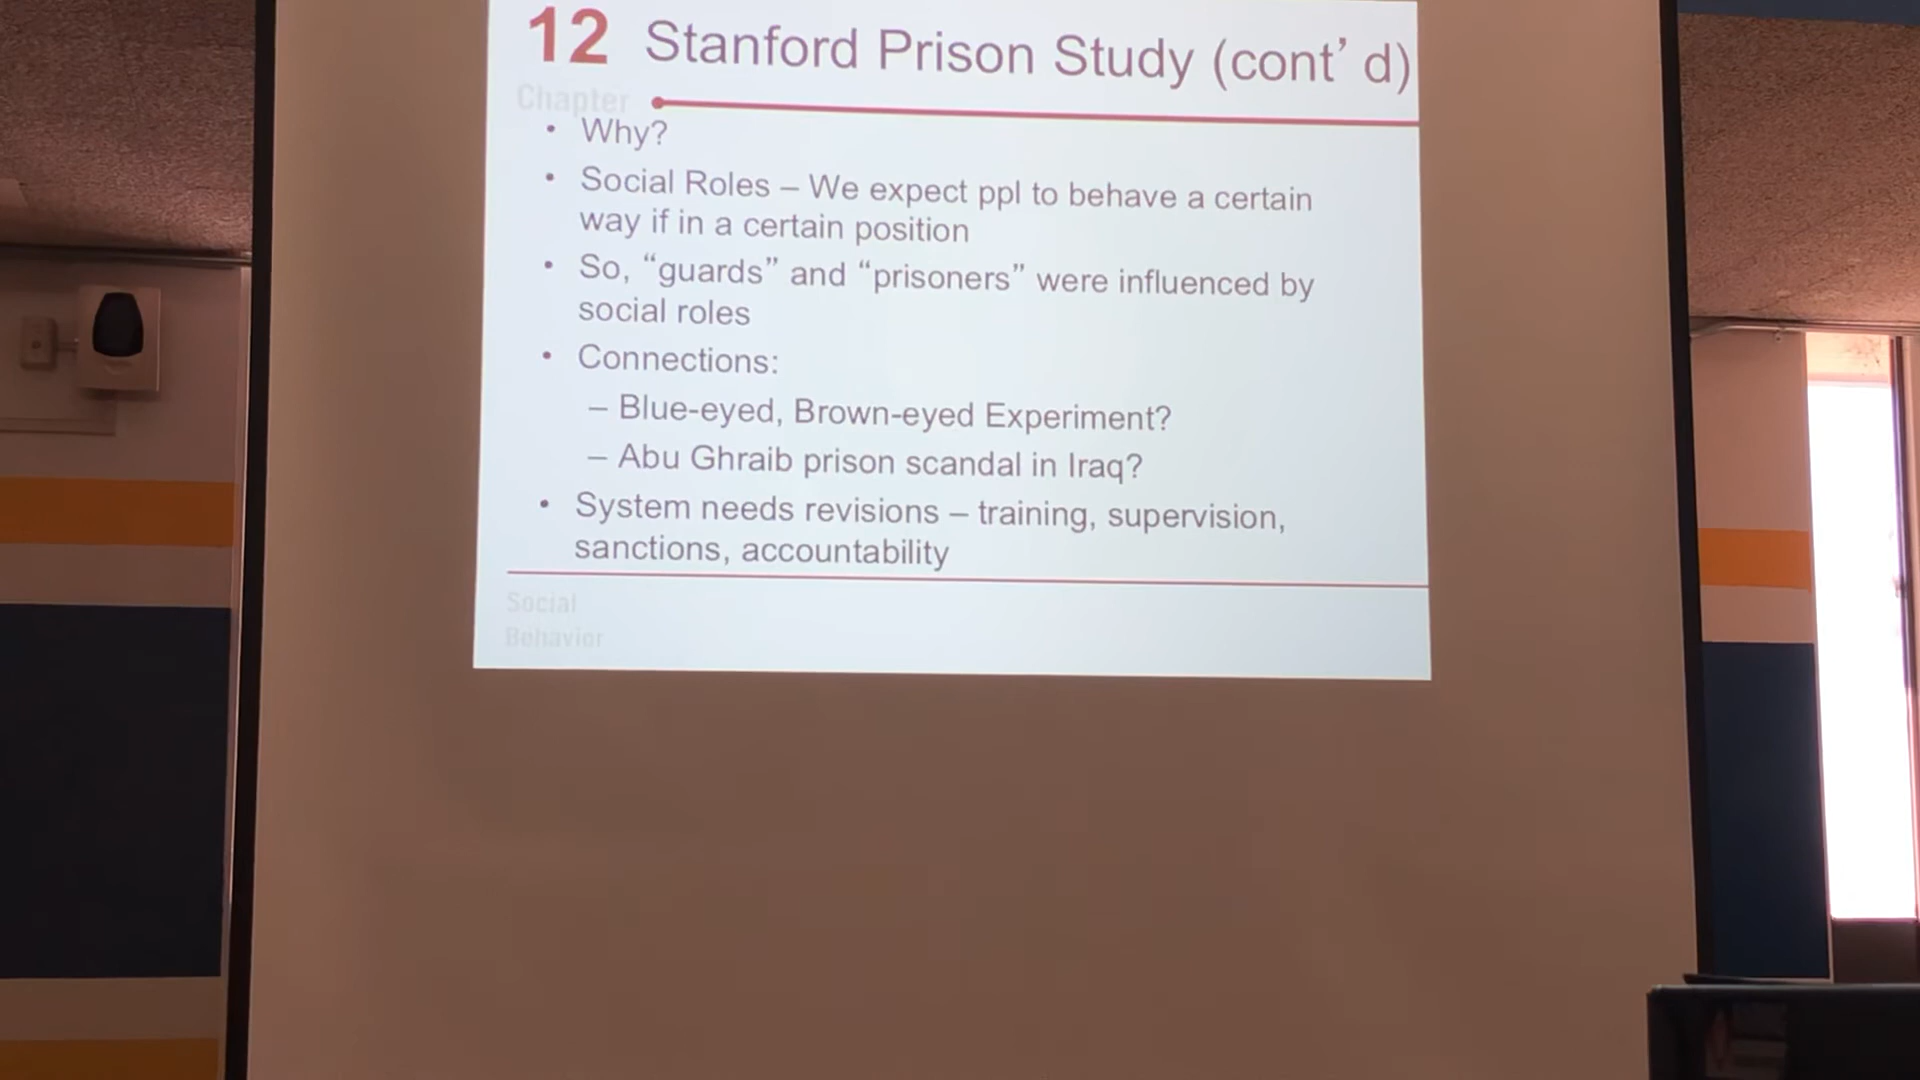 12 Stanford Prison Study (cont’ d)
Chapter
• Why?
• Social Roles – We expect ppl to behave a certain
way if in a certain position
• So, “guards” and “prisoners” were influenced by
social roles
• Connections:
– Blue-eyed, Brown-eyed Experiment?
– Abu Ghraib prison scandal in Iraq?
• System needs revisions – training, supervision,
sanctions, accountability
Social
Behavior